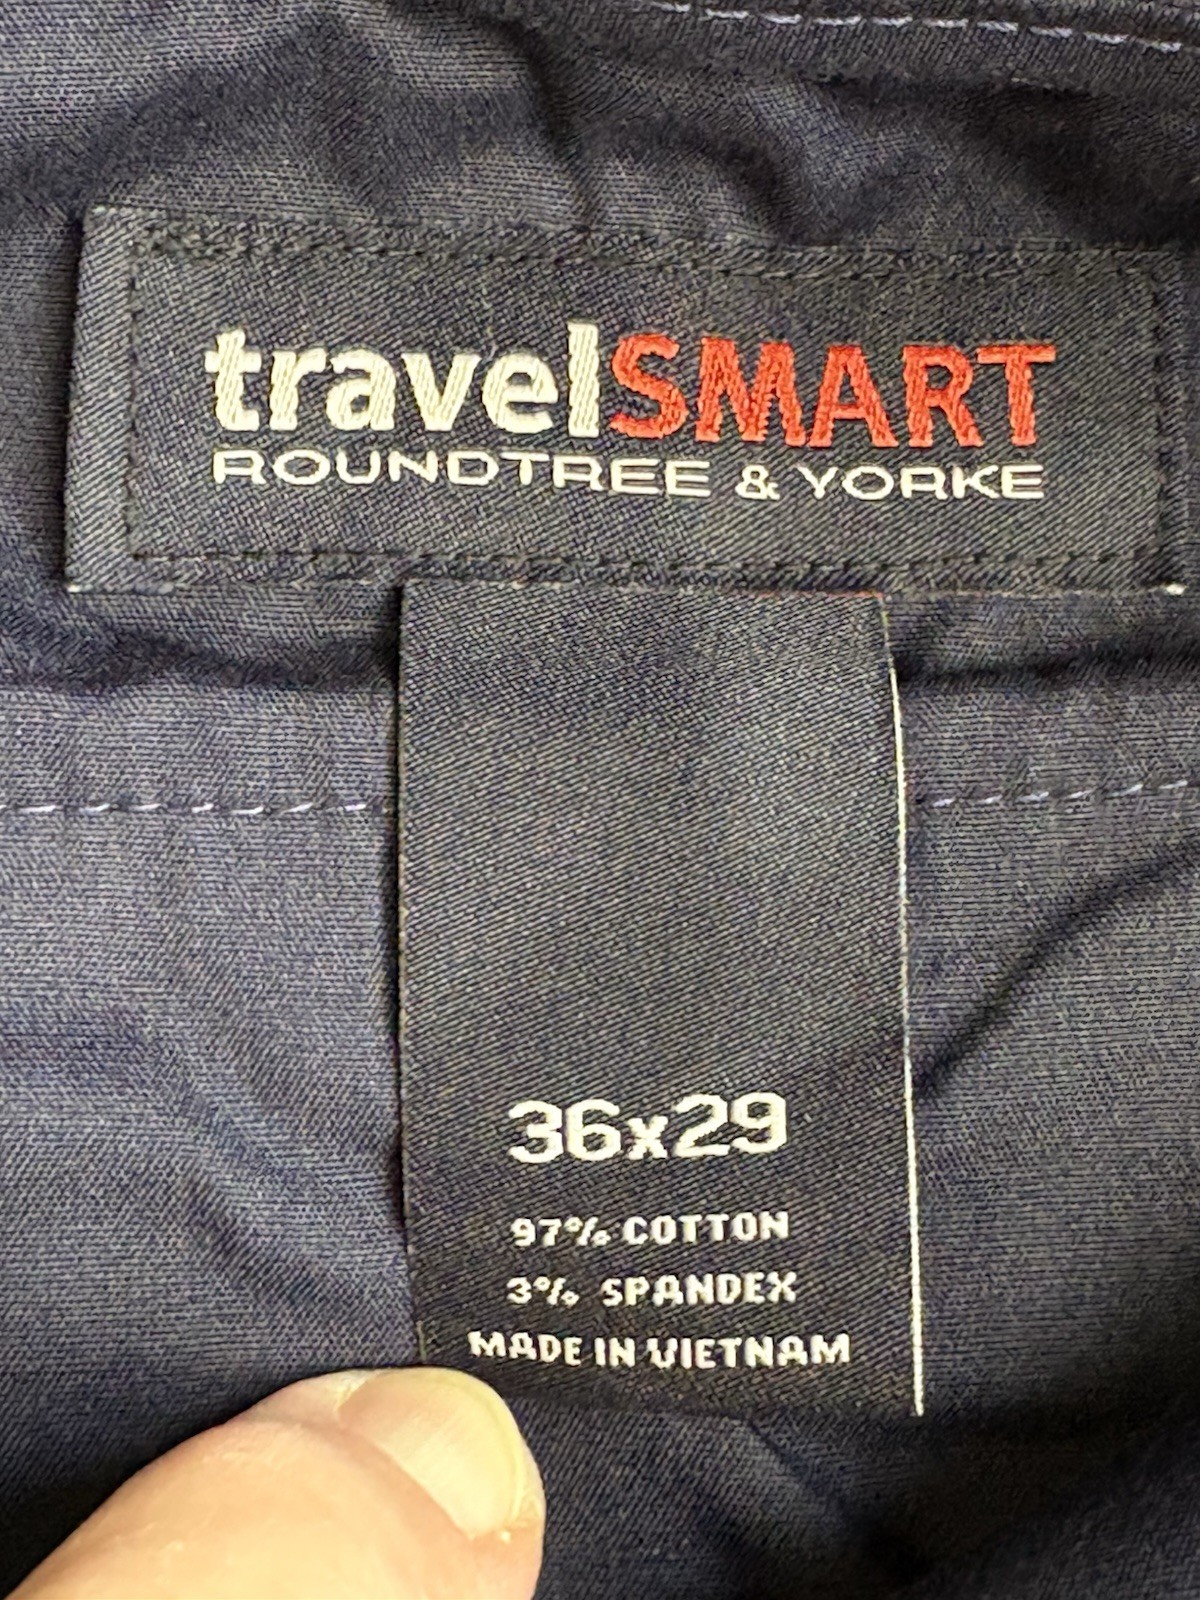 travelSMART
ROUNDTREE & YORKE
36x29
97% COTTON
3% SPANDEX
MADE IN VIETNAM